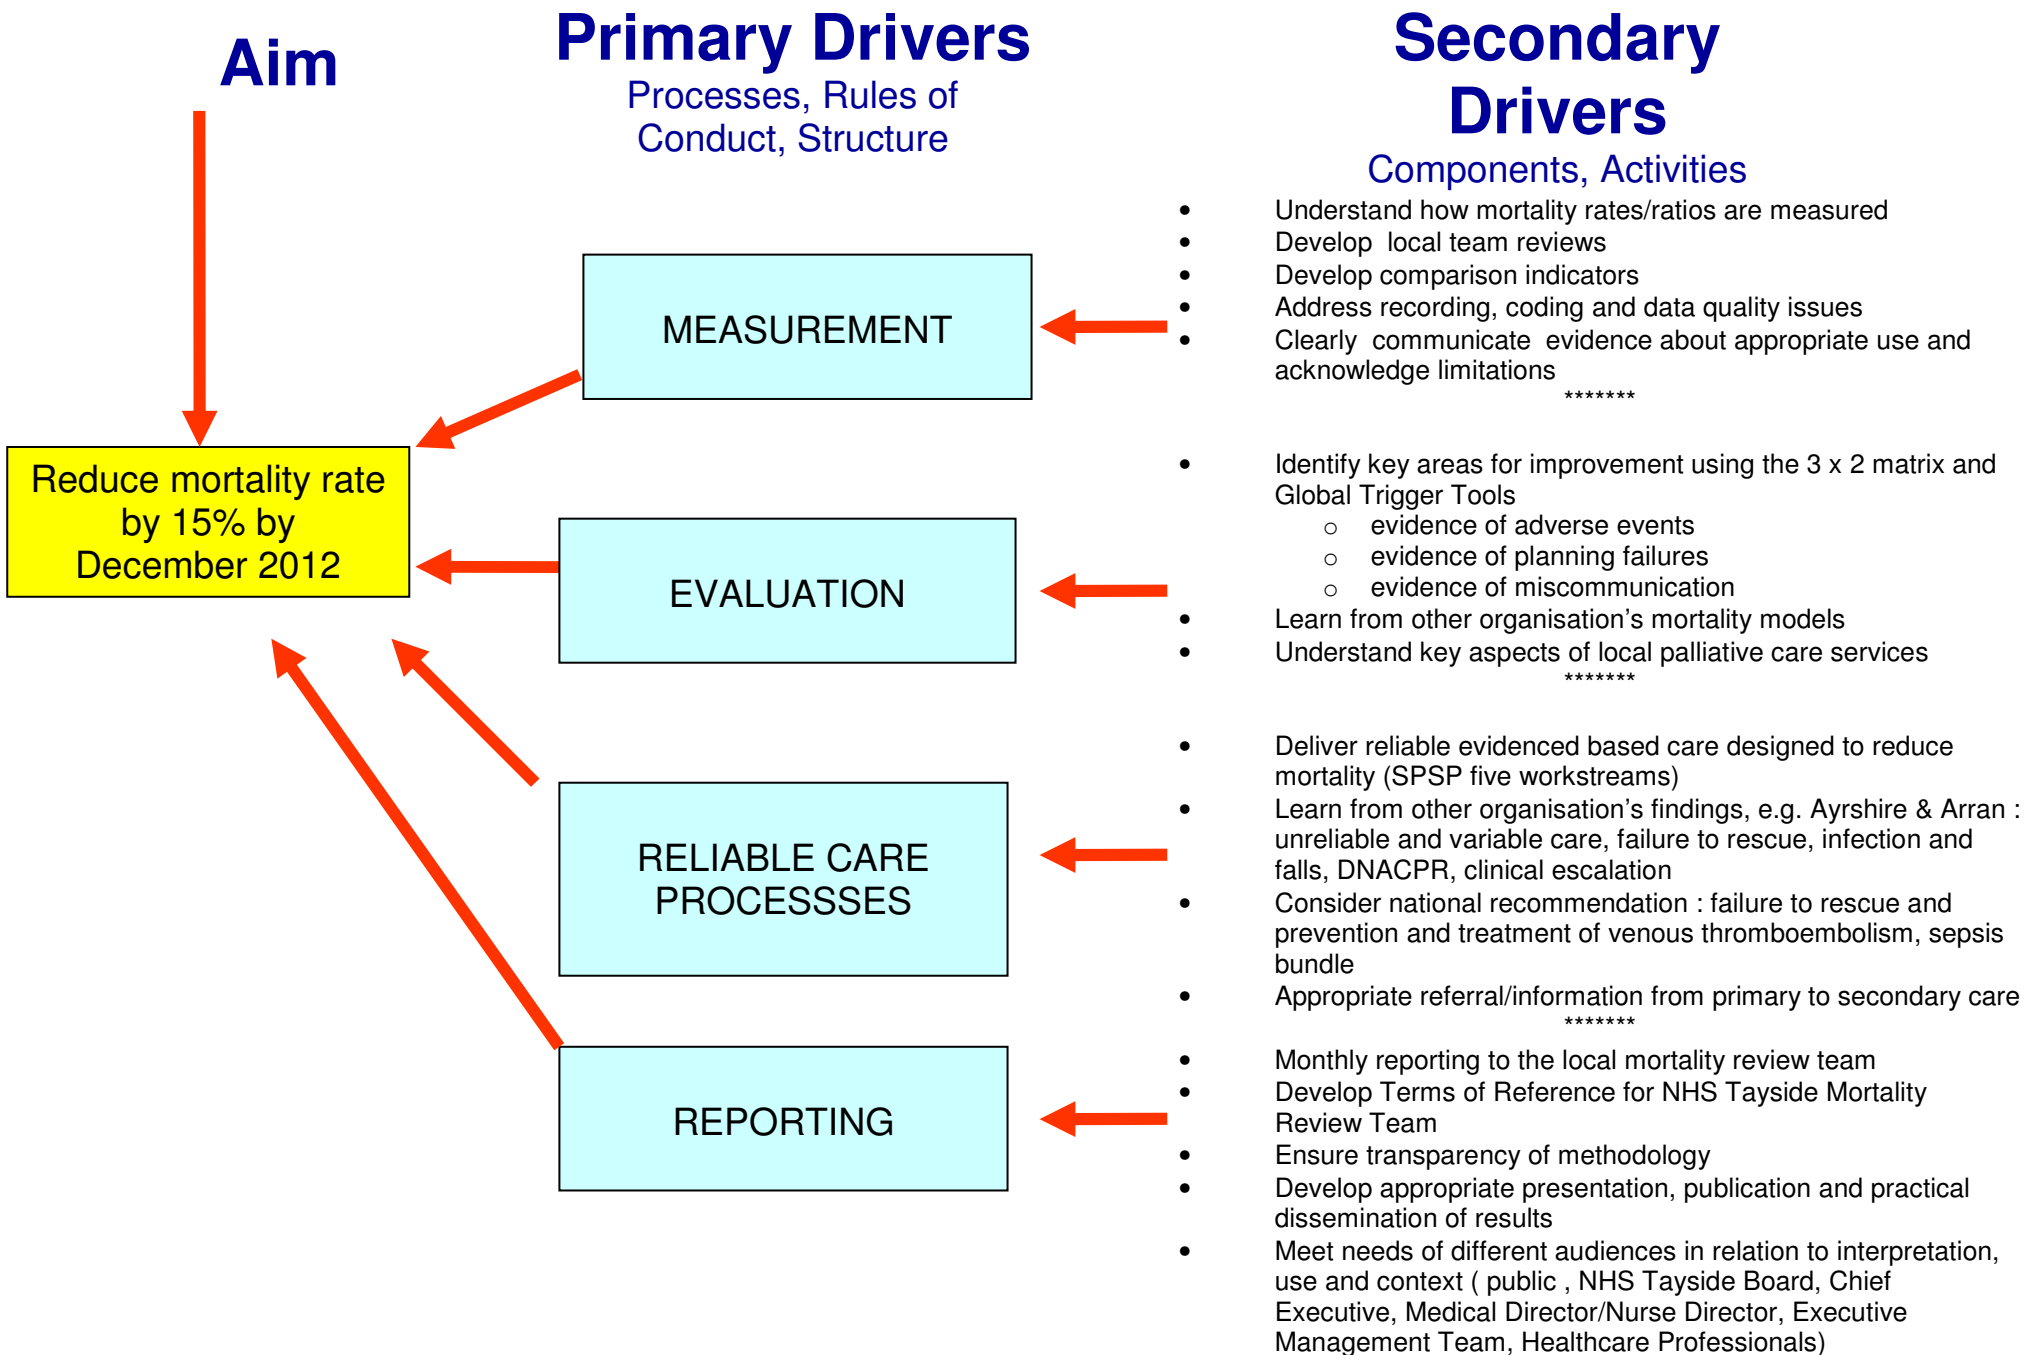 Aim
Primary Drivers
Processes, Rules of
Conduct, Structure
Secondary
Drivers
Components, Activities
Reduce mortality rate
by 15% by
December 2012
MEASUREMENT
• Understand how mortality rates/ratios are measured
• Develop local team reviews
• Develop comparison indicators
• Address recording, coding and data quality issues
• Clearly communicate evidence about appropriate use and
acknowledge limitations
*******
EVALUATION
• Identify key areas for improvement using the 3 x 2 matrix and
Global Trigger Tools
o evidence of adverse events
o evidence of planning failures
o evidence of miscommunication
• Learn from other organisation’s mortality models
• Understand key aspects of local palliative care services
*******
RELIABLE CARE
PROCESSSES
• Deliver reliable evidenced based care designed to reduce
mortality (SPSP five workstreams)
• Learn from other organisation’s findings, e.g. Ayrshire & Arran :
unreliable and variable care, failure to rescue, infection and
falls, DNACPR, clinical escalation
• Consider national recommendation : failure to rescue and
prevention and treatment of venous thromboembolism, sepsis
bundle
• Appropriate referral/information from primary to secondary care
*******
REPORTING
• Monthly reporting to the local mortality review team
• Develop Terms of Reference for NHS Tayside Mortality
Review Team
• Ensure transparency of methodology
• Develop appropriate presentation, publication and practical
dissemination of results
• Meet needs of different audiences in relation to interpretation,
use and context ( public , NHS Tayside Board, Chief
Executive, Medical Director/Nurse Director, Executive
Management Team, Healthcare Professionals)